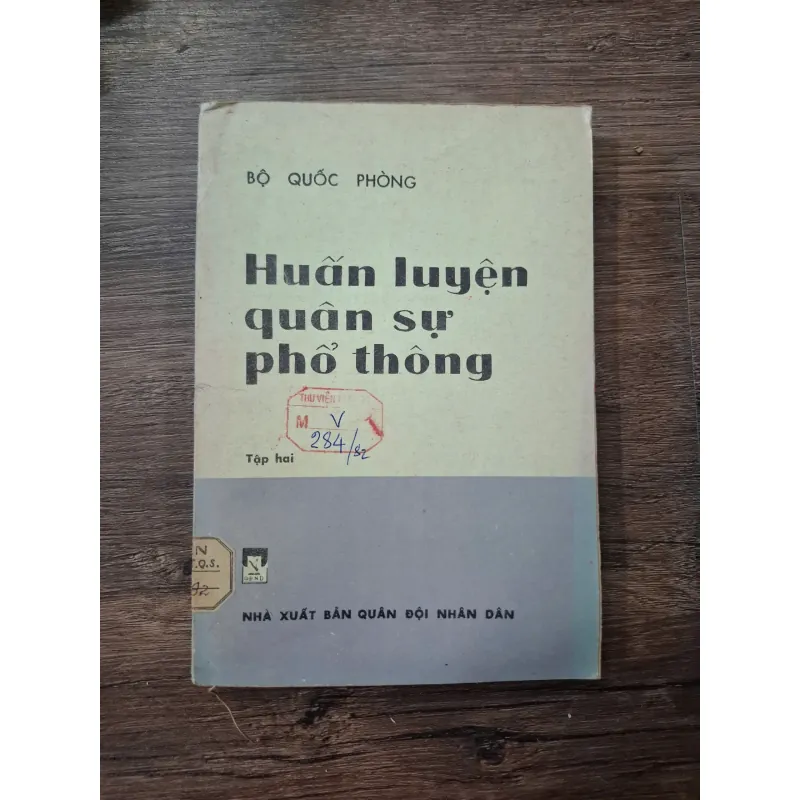 BỘ QUỐC PHÒNG
Huấn luyện
quân sự
phổ thông
THƯ VIỆN
M V
284/82
Tập hai
N
.Q.S.
QĐND
NHÀ XUẤT BẢN QUÂN ĐỘI NHÂN DÂN